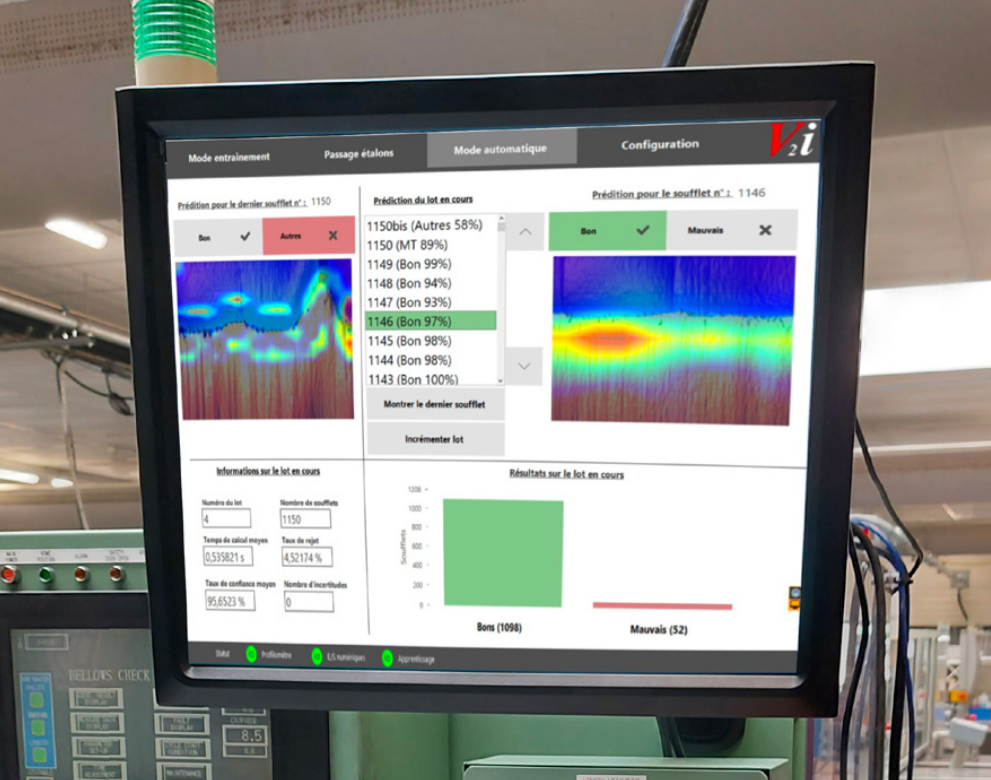 Mode entrainement
Passage étalons
Mode automatique
Configuration
V2i
Prédition pour le dernier soufflet n° : 1150
Bon
Autres
Prédiction du lot en cours
1150bis (Autres 58%)
1150 (MT 89%)
1149 (Bon 99%)
1148 (Bon 94%)
1147 (Bon 93%)
1146 (Bon 97%)
1145 (Bon 98%)
1144 (Bon 98%)
1143 (Bon 100%)
Montrer le dernier soufflet
Incrémenter lot
Prédition pour le soufflet n° : 1146
Bon
Mauvais
Informations sur le lot en cours
Numéro du lot
4
Nombre de soufflets
1150
Temps de calcul moyen
0,535821 s
Taux de rejet
4,52174 %
Taux de confiance moyen
95,6523 %
Nombre d'incertitudes
0
Résultats sur le lot en cours
Soufflets
1200
1000
800
600
400
200
0
Bons (1098)
Mauvais (52)
Profilomètre
E/S numériques
Apprentissage
BELLOWS CHECK
8.5